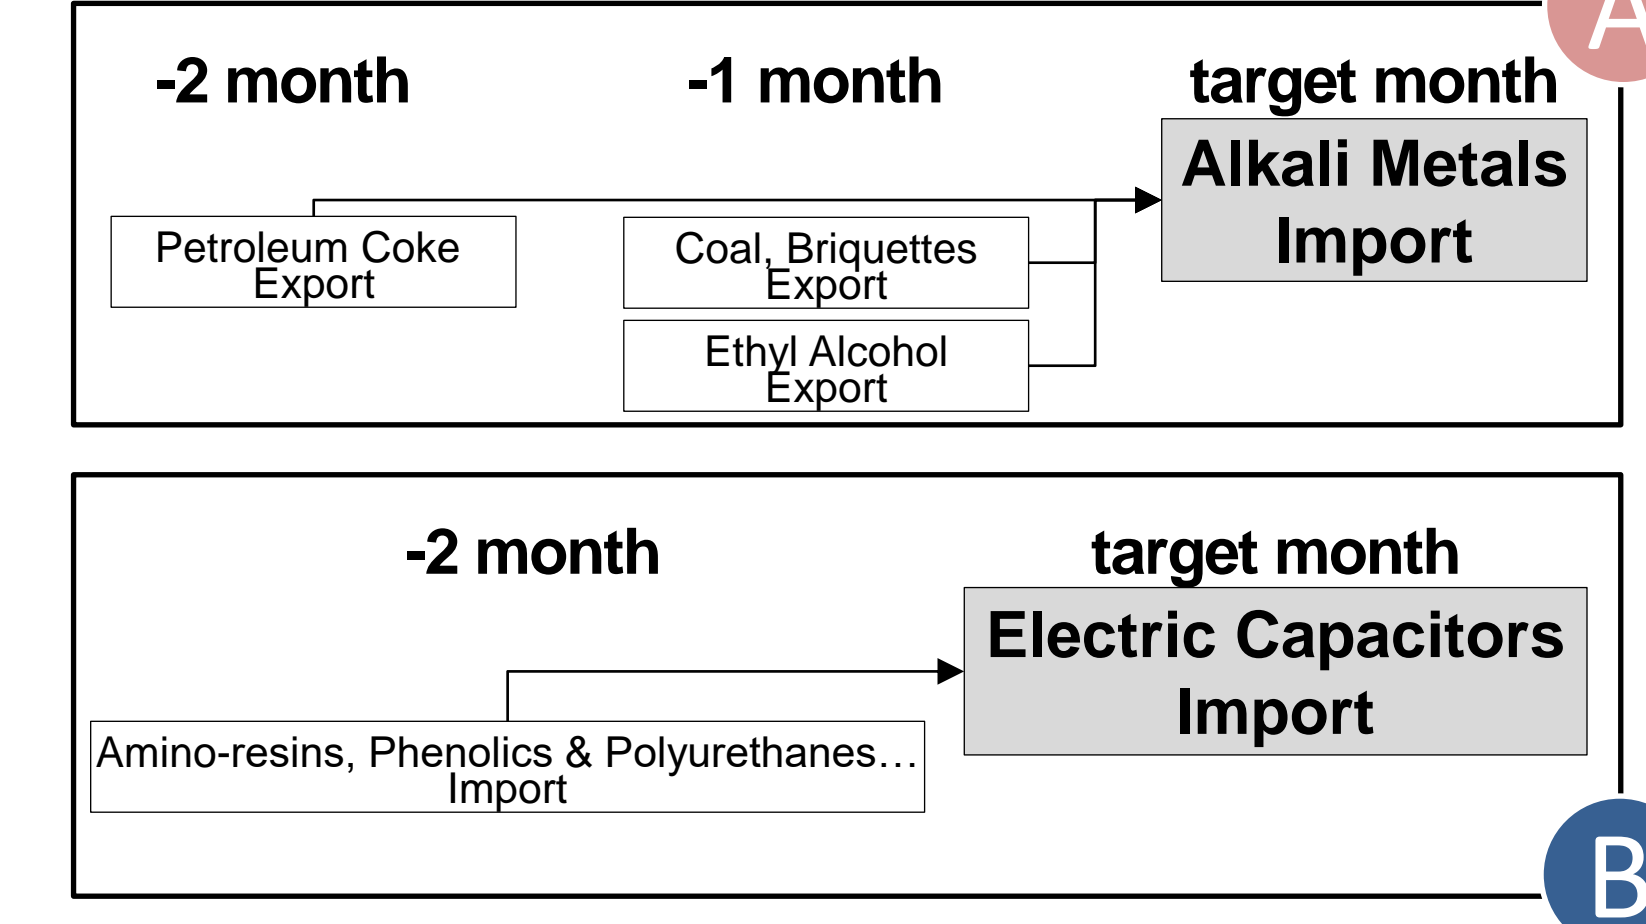 A
-2 month -1 month target month
Alkali Metals
Import
Petroleum Coke
Export
Coal, Briquettes
Export
Ethyl Alcohol
Export
-2 month target month
Electric Capacitors
Import
Amino-resins, Phenolics & Polyurethanes…
Import
B